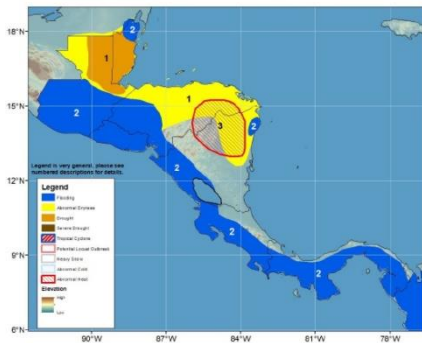 18°N
15°N
12°N
9°N
6°N
90°W
87°W
84°W
81°W
78°W
2
1
1
2
3
2
2
2
2
2
Legend is very general, please see
numbered descriptions for details.
Legend
Flooding
Abnormal Dryness
Drought
Severe Drought
Tropical Cyclone
Potential Locust Outbreak
Heavy Snow
Abnormal Cold
Abnormal Heat
Elevation
High
Low